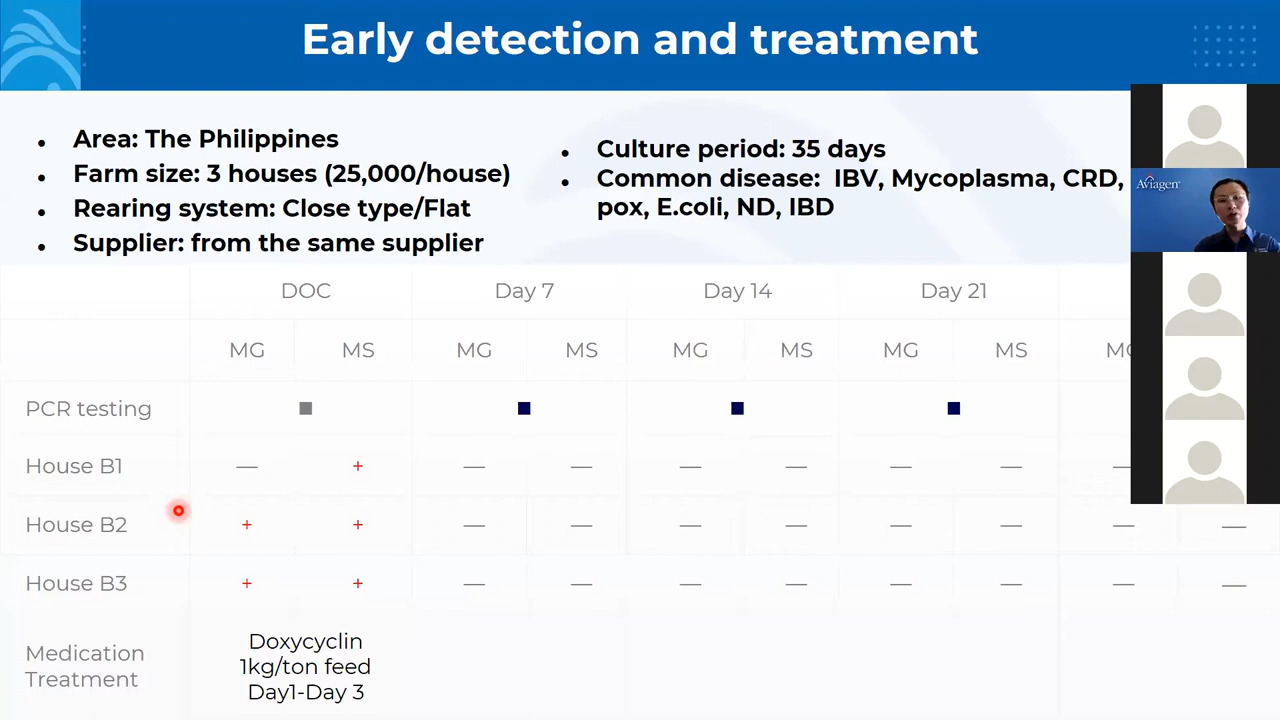 Early detection and treatment
• Area: The Philippines
• Farm size: 3 houses (25,000/house)
• Rearing system: Close type/Flat
• Supplier: from the same supplier
• Culture period: 35 days
• Common disease: IBV, Mycoplasma, CRD,
pox, E.coli, ND, IBD
Aviagen
DOC Day 7 Day 14 Day 21
MG MS MG MS MG MS MG MS
PCR testing ■ ■ ■ ■
House B1 — + — — — — — — —
House B2 + + — — — — — — — —
House B3 + + — — — — — — — —
Medication
Treatment
Doxycyclin
1kg/ton feed
Day1-Day 3